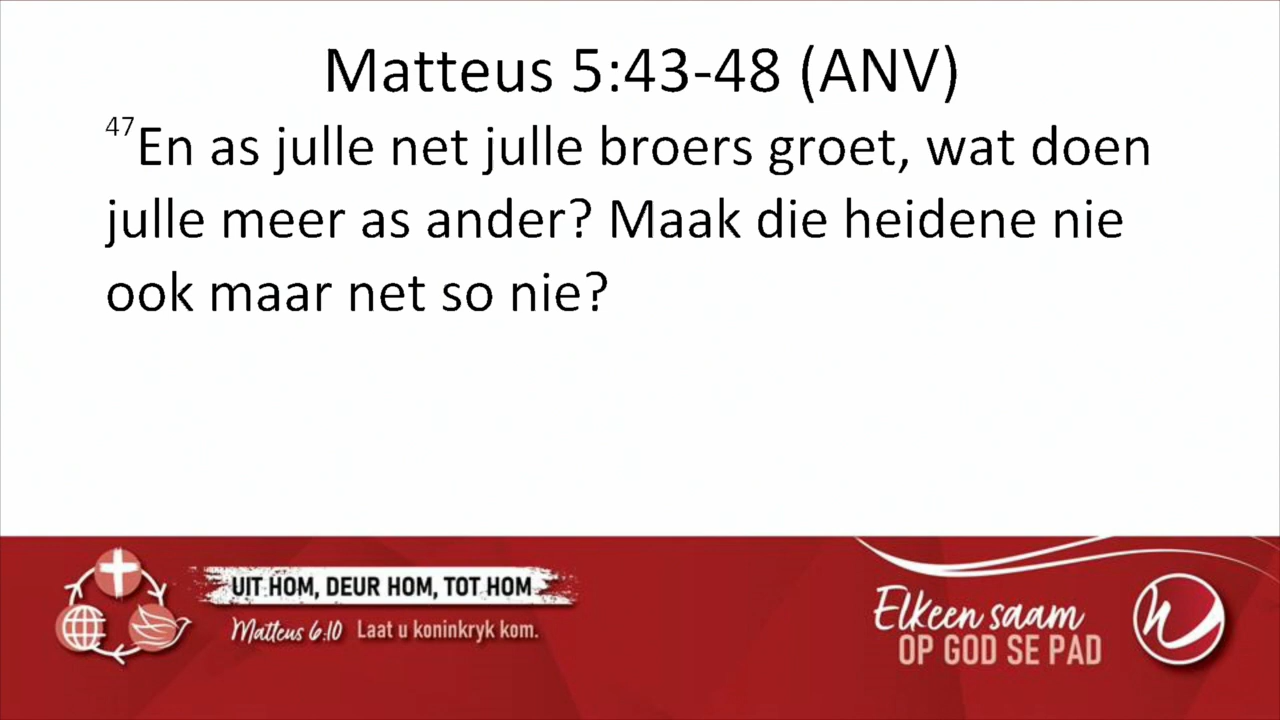 Matteus 5:43-48 (ANV)
47En as julle net julle broers groet, wat doen
julle meer as ander? Maak die heidene nie
ook maar net so nie?
UIT HOM, DEUR HOM, TOT HOM
Matteus 6:10 Laat u koninkryk kom.
Elkeen saam
OP GOD SE PAD